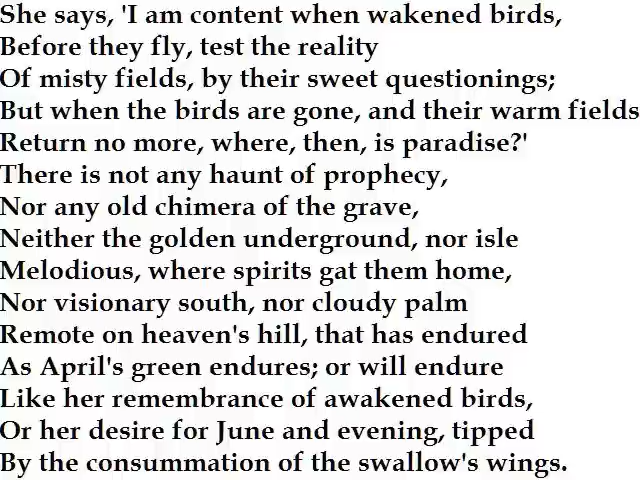 She says, 'I am content when wakened birds,
Before they fly, test the reality
Of misty fields, by their sweet questionings;
But when the birds are gone, and their warm fields
Return no more, where, then, is paradise?'
There is not any haunt of prophecy,
Nor any old chimera of the grave,
Neither the golden underground, nor isle
Melodious, where spirits gat them home,
Nor visionary south, nor cloudy palm
Remote on heaven's hill, that has endured
As April's green endures; or will endure
Like her remembrance of awakened birds,
Or her desire for June and evening, tipped
By the consummation of the swallow's wings.